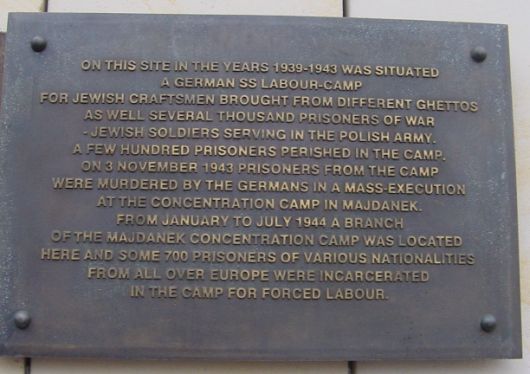 ON THIS SITE IN THE YEARS 1939-1943 WAS SITUATED
A GERMAN SS LABOUR-CAMP
FOR JEWISH CRAFTSMEN BROUGHT FROM DIFFERENT GHETTOS
AS WELL SEVERAL THOUSAND PRISONERS OF WAR
- JEWISH SOLDIERS SERVING IN THE POLISH ARMY.
A FEW HUNDRED PRISONERS PERISHED IN THE CAMP.
ON 3 NOVEMBER 1943 PRISONERS FROM THE CAMP
WERE MURDERED BY THE GERMANS IN A MASS-EXECUTION
AT THE CONCENTRATION CAMP IN MAJDANEK.
FROM JANUARY TO JULY 1944 A BRANCH
OF THE MAJDANEK CONCENTRATION CAMP WAS LOCATED
HERE AND SOME 700 PRISONERS OF VARIOUS NATIONALITIES
FROM ALL OVER EUROPE WERE INCARCERATED
IN THE CAMP FOR FORCED LABOUR.